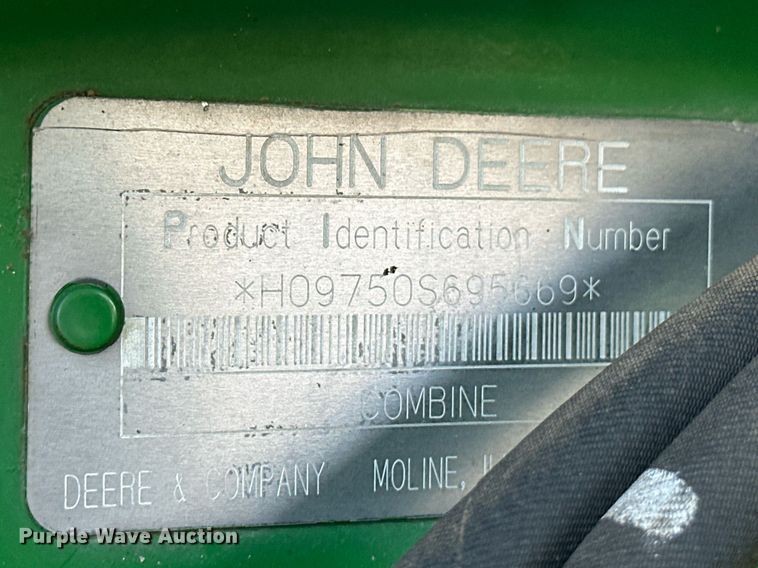 JOHN DEERE
Product Identification Number
*H09750S695669*
COMBINE
DEERE & COMPANY MOLINE,
Purple Wave Auction